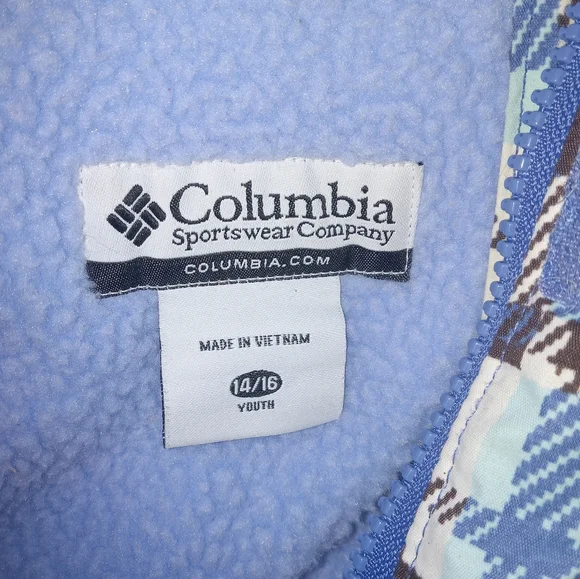 Columbia
Sportswear Company
COLUMBIA.COM
MADE IN VIETNAM
14/16
YOUTH